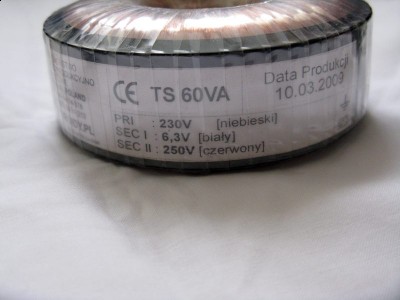 CE TS 60VA
PRI : 230V [niebieski]
SEC I : 6,3V [biały]
SEC II : 250V [czerwony]
Data Produkcji
10.03.2009